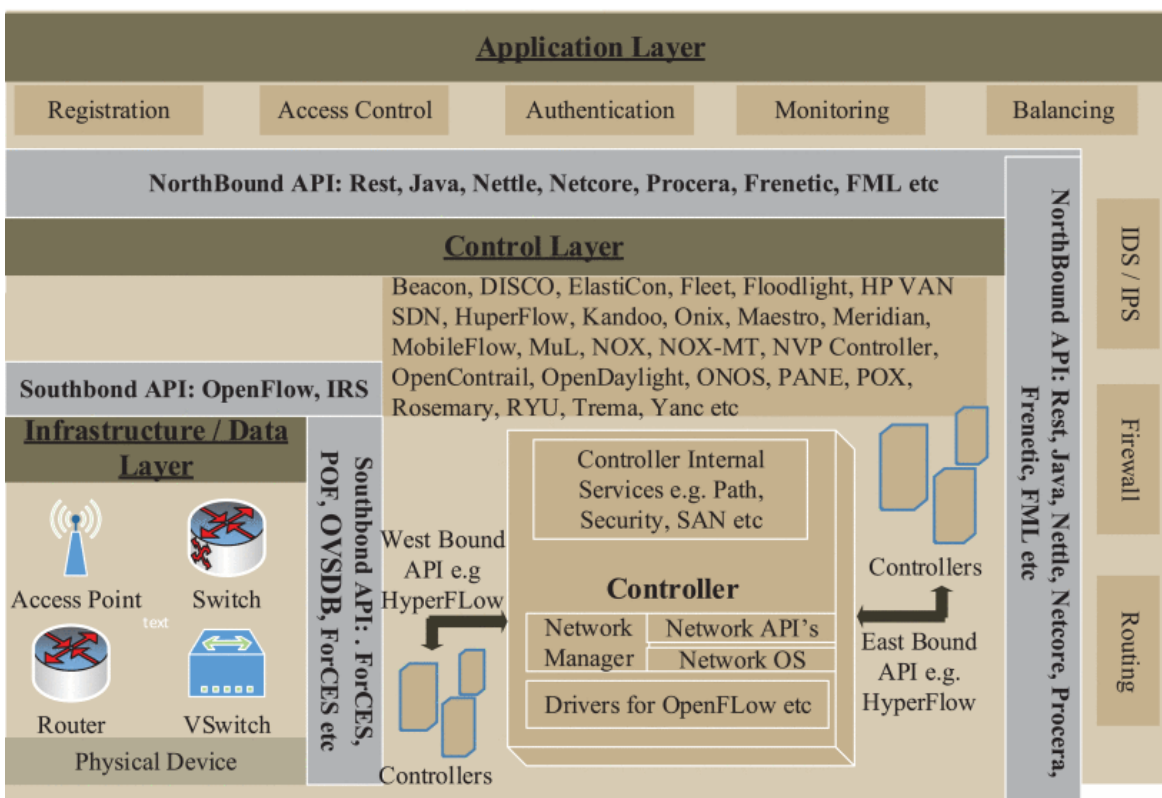 Application Layer
Registration
Access Control
Authentication
Monitoring
Balancing
NorthBound API: Rest, Java, Nettle, Netcore, Procera, Frenetic, FML etc
Control Layer
Beacon, DISCO, ElastiCon, Fleet, Floodlight, HP VAN
SDN, HuperFlow, Kandoo, Onix, Maestro, Meridian,
MobileFlow, MuL, NOX, NOX-MT, NVP Controller,
OpenContrail, OpenDaylight, ONOS, PANE, POX,
Rosemary, RYU, Trema, Yanc etc
Southbond API: OpenFlow, IRS
Infrastructure / Data
Layer
Access Point
Switch
text
Router
VSwitch
Physical Device
Southbond API: . ForCES,
POF, OVSDB, ForCES etc
West Bound
API e.g
HyperFLow
Controllers
Controller Internal
Services e.g. Path,
Security, SAN etc
Controller
Network
Manager
Network API's
Network OS
Drivers for OpenFLow etc
Controllers
East Bound
API e.g.
HyperFlow
NorthBound API: Rest, Java, Nettle, Netcore, Procera,
Frenetic, FML etc
IDS / IPS
Firewall
Routing